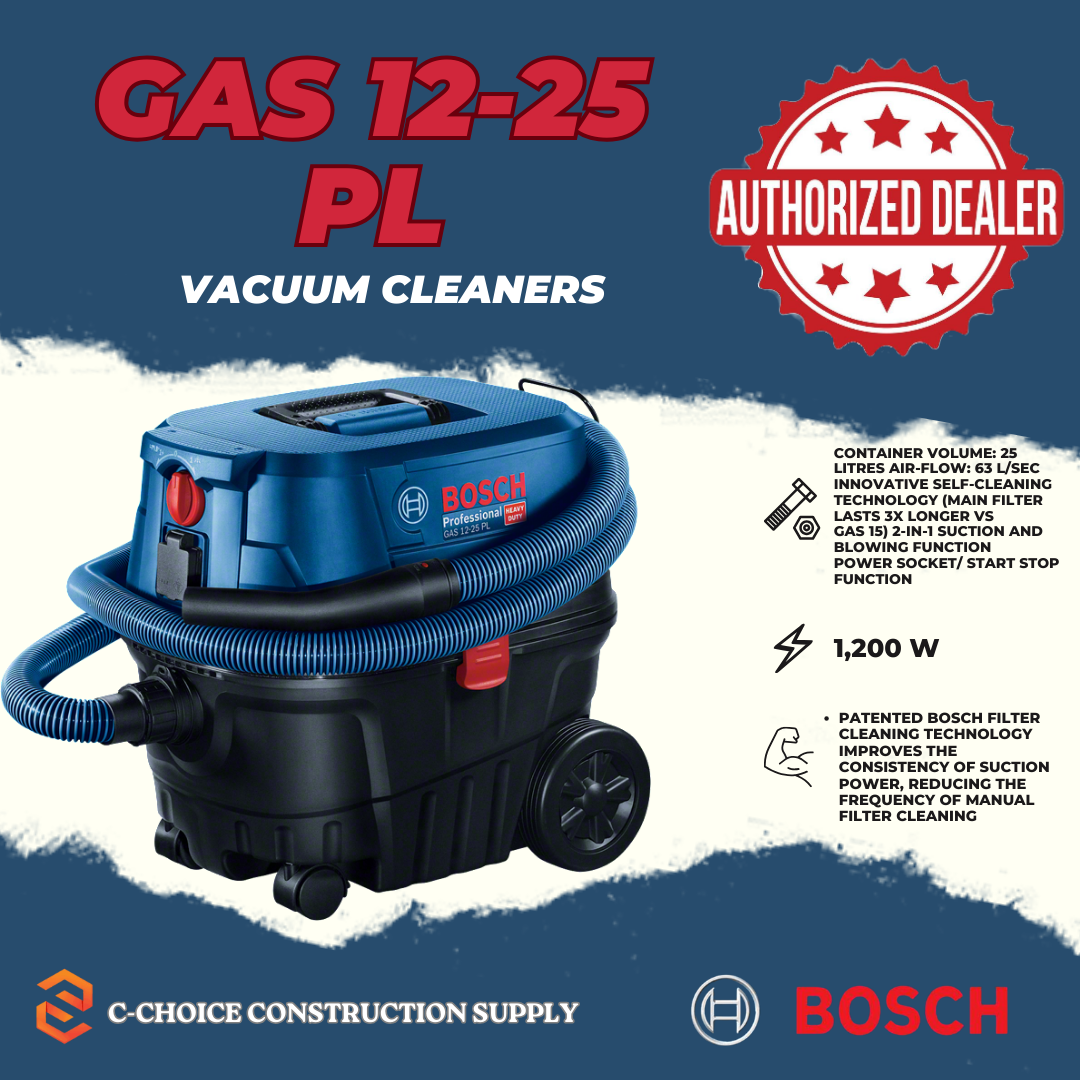 GAS 12-25
PL
VACUUM CLEANERS
AUTHORIZED DEALER
BOSCH
Professional
HEAVY
DUTY
GAS 12-25 PL
CONTAINER VOLUME: 25
LITRES AIR-FLOW: 63 L/SEC
INNOVATIVE SELF-CLEANING
TECHNOLOGY (MAIN FILTER
LASTS 3X LONGER VS
GAS 15) 2-IN-1 SUCTION AND
BLOWING FUNCTION
POWER SOCKET/ START STOP
FUNCTION
1,200 W
• PATENTED BOSCH FILTER
CLEANING TECHNOLOGY
IMPROVES THE
CONSISTENCY OF SUCTION
POWER, REDUCING THE
FREQUENCY OF MANUAL
FILTER CLEANING
C-CHOICE CONSTRUCTION SUPPLY
BOSCH